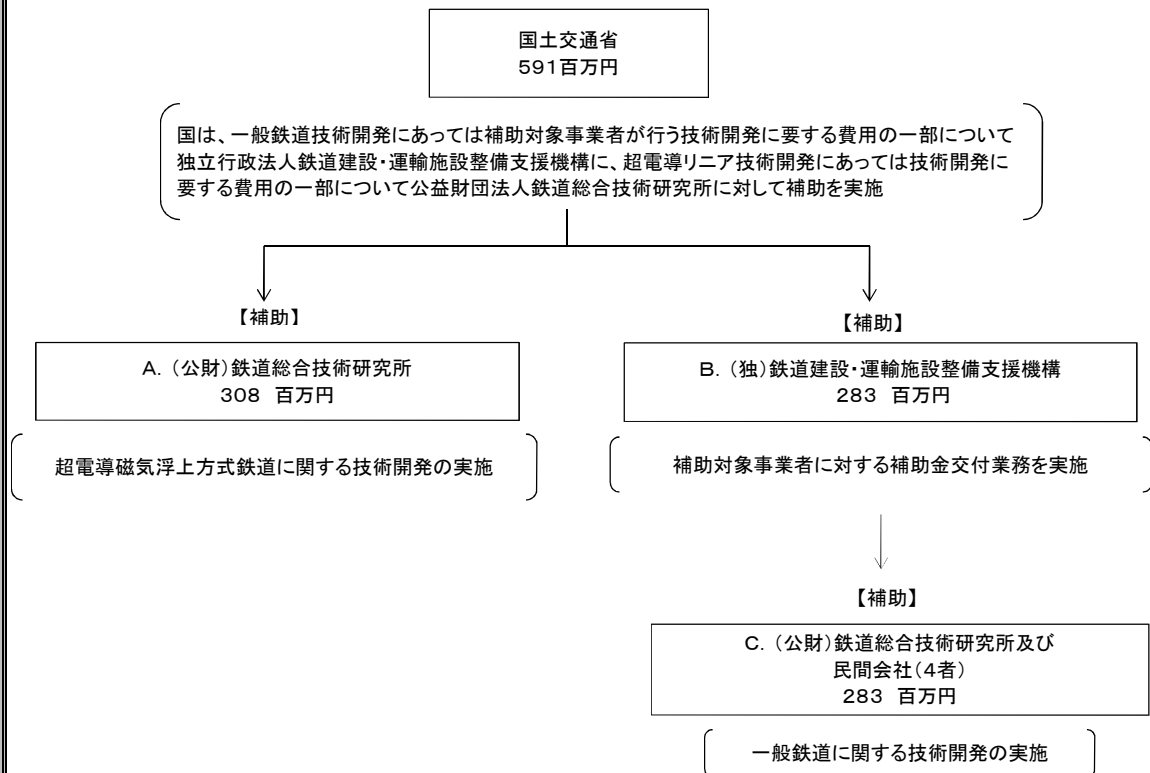 国土交通省
591百万円
国は、一般鉄道技術開発にあっては補助対象事業者が行う技術開発に要する費用の一部について
独立行政法人鉄道建設・運輸施設整備支援機構に、超電導リニア技術開発にあっては技術開発に
要する費用の一部について公益財団法人鉄道総合技術研究所に対して補助を実施
【補助】
A.（公財）鉄道総合技術研究所
308 百万円
超電導磁気浮上方式鉄道に関する技術開発の実施
【補助】
B.（独）鉄道建設・運輸施設整備支援機構
283 百万円
補助対象事業者に対する補助金交付業務を実施
【補助】
C.（公財）鉄道総合技術研究所及び
民間会社（4者）
283 百万円
一般鉄道に関する技術開発の実施